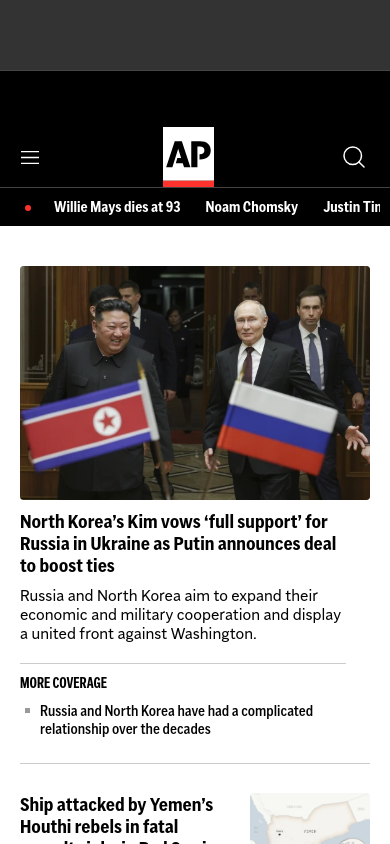 AP
Willie Mays dies at 93 Noam Chomsky Justin Tin
North Korea’s Kim vows ‘full support’ for
Russia in Ukraine as Putin announces deal
to boost ties
Russia and North Korea aim to expand their
economic and military cooperation and display
a united front against Washington.
MORE COVERAGE
Russia and North Korea have had a complicated
relationship over the decades
Ship attacked by Yemen’s
Houthi rebels in fatal